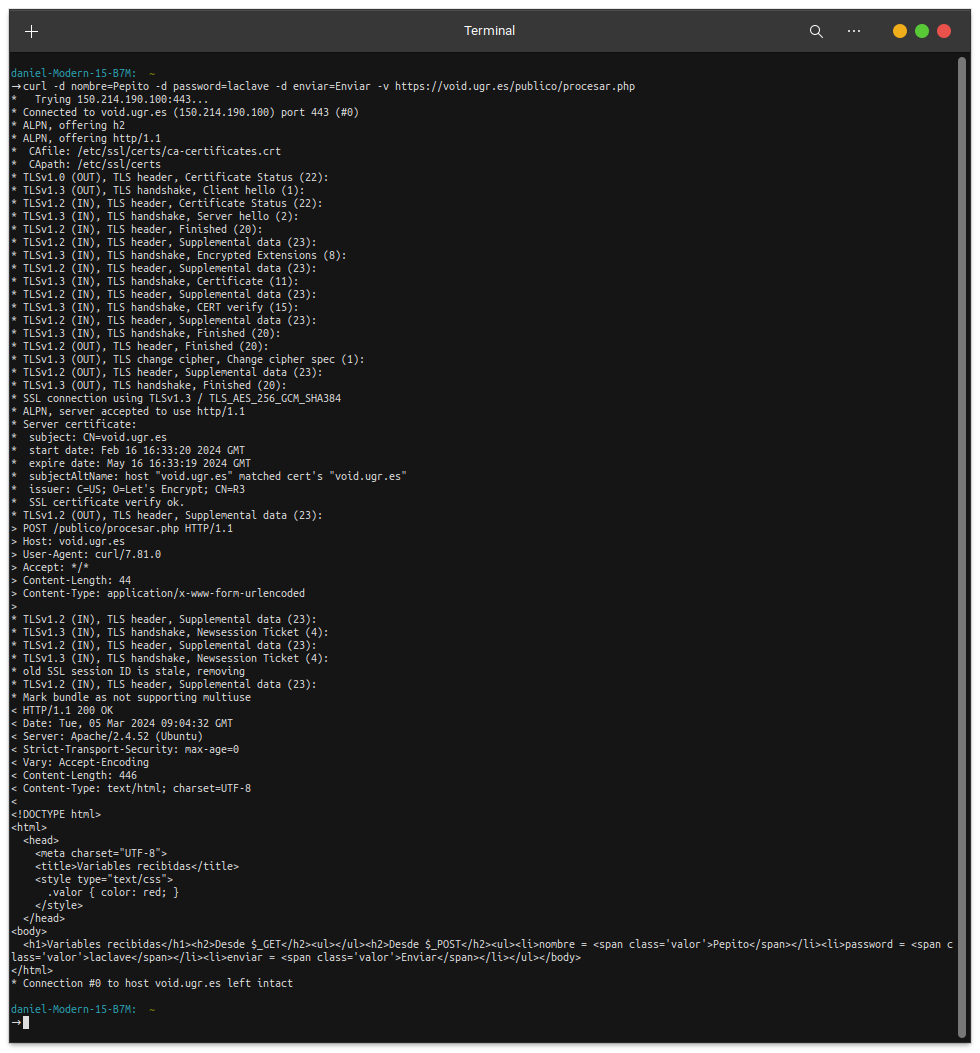 Terminal
daniel-Modern-15-B7M: ~
→curl -d nombre=Pepito -d password=laclave -d enviar=Enviar -v https://void.ugr.es/publico/procesar.php
*   Trying 150.214.190.100:443...
* Connected to void.ugr.es (150.214.190.100) port 443 (#0)
* ALPN, offering h2
* ALPN, offering http/1.1
*  CAfile: /etc/ssl/certs/ca-certificates.crt
*  CApath: /etc/ssl/certs
* TLSv1.0 (OUT), TLS header, Certificate Status (22):
* TLSv1.3 (OUT), TLS handshake, Client hello (1):
* TLSv1.2 (IN), TLS header, Certificate Status (22):
* TLSv1.3 (IN), TLS handshake, Server hello (2):
* TLSv1.2 (IN), TLS header, Finished (20):
* TLSv1.2 (IN), TLS header, Supplemental data (23):
* TLSv1.3 (IN), TLS handshake, Encrypted Extensions (8):
* TLSv1.2 (IN), TLS header, Supplemental data (23):
* TLSv1.3 (IN), TLS handshake, Certificate (11):
* TLSv1.2 (IN), TLS header, Supplemental data (23):
* TLSv1.3 (IN), TLS handshake, CERT verify (15):
* TLSv1.2 (IN), TLS header, Supplemental data (23):
* TLSv1.3 (IN), TLS handshake, Finished (20):
* TLSv1.2 (OUT), TLS header, Finished (20):
* TLSv1.3 (OUT), TLS change cipher, Change cipher spec (1):
* TLSv1.2 (OUT), TLS header, Supplemental data (23):
* TLSv1.3 (OUT), TLS handshake, Finished (20):
* SSL connection using TLSv1.3 / TLS_AES_256_GCM_SHA384
* ALPN, server accepted to use http/1.1
* Server certificate:
*  subject: CN=void.ugr.es
*  start date: Feb 16 16:33:20 2024 GMT
*  expire date: May 16 16:33:19 2024 GMT
*  subjectAltName: host "void.ugr.es" matched cert's "void.ugr.es"
*  issuer: C=US; O=Let's Encrypt; CN=R3
*  SSL certificate verify ok.
* TLSv1.2 (OUT), TLS header, Supplemental data (23):
> POST /publico/procesar.php HTTP/1.1
> Host: void.ugr.es
> User-Agent: curl/7.81.0
> Accept: */*
> Content-Length: 44
> Content-Type: application/x-www-form-urlencoded
>
* TLSv1.2 (IN), TLS header, Supplemental data (23):
* TLSv1.3 (IN), TLS handshake, Newsession Ticket (4):
* TLSv1.2 (IN), TLS header, Supplemental data (23):
* TLSv1.3 (IN), TLS handshake, Newsession Ticket (4):
* old SSL session ID is stale, removing
* TLSv1.2 (IN), TLS header, Supplemental data (23):
* Mark bundle as not supporting multiuse
< HTTP/1.1 200 OK
< Date: Tue, 05 Mar 2024 09:04:32 GMT
< Server: Apache/2.4.52 (Ubuntu)
< Strict-Transport-Security: max-age=0
< Vary: Accept-Encoding
< Content-Length: 446
< Content-Type: text/html; charset=UTF-8
<
<!DOCTYPE html>
<html>
  <head>
    <meta charset="UTF-8">
    <title>Variables recibidas</title>
    <style type="text/css">
      .valor { color: red; }
    </style>
  </head>
<body>
  <h1>Variables recibidas</h1><h2>Desde $_GET</h2><ul></ul><h2>Desde $_POST</h2><ul><li>nombre = <span class='valor'>Pepito</span></li><li>password = <span c
lass='valor'>laclave</span></li><li>enviar = <span class='valor'>Enviar</span></li></ul></body>
</html>
* Connection #0 to host void.ugr.es left intact
daniel-Modern-15-B7M: ~
→